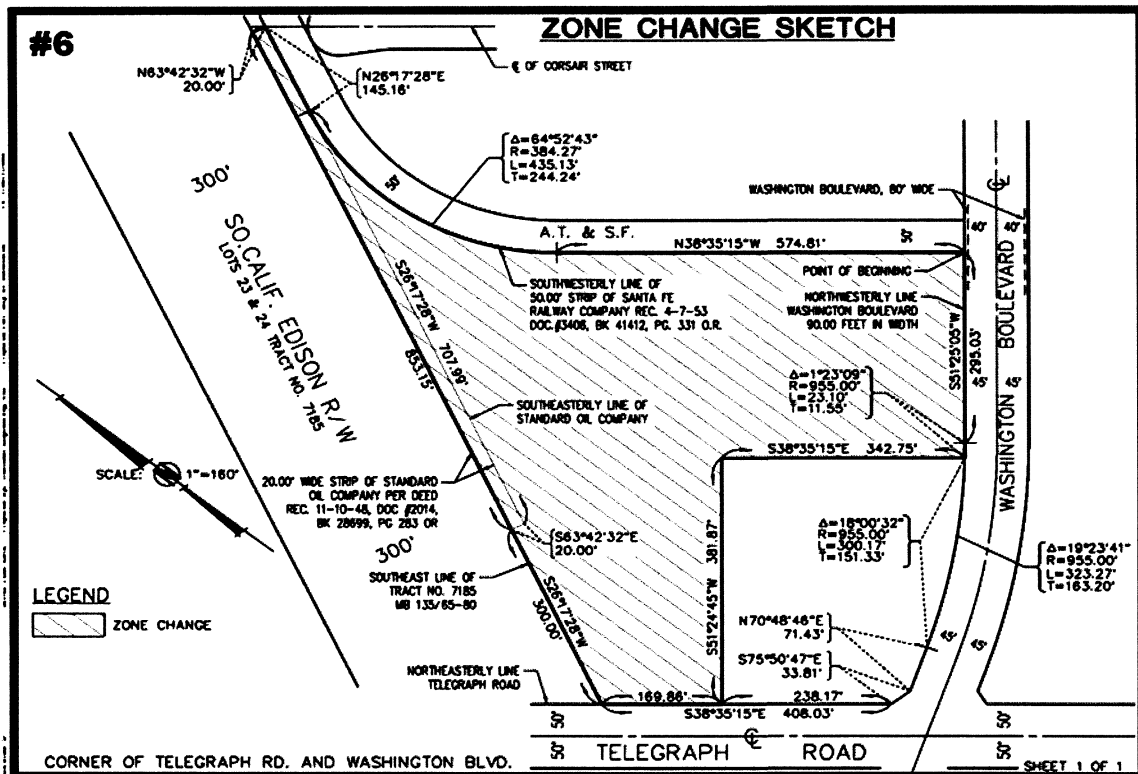 #6
ZONE CHANGE SKETCH
℄ OF CORSAIR STREET
N63°42'32"W
20.00'
N26°17'28"E
145.16'
Δ=64°52'43"
R=384.27'
L=435.13'
T=244.24'
300'
SO. CALIF. EDISON R/W
LOTS 23 & 24 TRACT NO. 7185
50'
WASHINGTON BOULEVARD, 80' WIDE
℄
A.T. & S.F.
50'
40'
40'
N38°35'15"W 574.81'
POINT OF BEGINNING
SOUTHWESTERLY LINE OF
50.00' STRIP OF SANTA FE
RAILWAY COMPANY REC. 4-7-53
DOC.#3406, BK 41412, PG. 331 O.R.
NORTHWESTERLY LINE
WASHINGTON BOULEVARD
90.00 FEET IN WIDTH
S51°25'05"W
295.03'
WASHINGTON BOULEVARD
S26°17'28"W 707.99'
853.15'
Δ=1°23'09"
R=955.00'
L=23.10'
T=11.55'
45'
45'
SOUTHEASTERLY LINE OF
STANDARD OIL COMPANY
S38°35'15"E 342.75'
SCALE: 1"=160'
20.00' WIDE STRIP OF STANDARD
OIL COMPANY PER DEED
REC. 11-10-48, DOC #2014,
BK 28699, PG 283 OR
300'
S63°42'32"E
20.00'
S51°24'45"W 381.87'
Δ=18°00'32"
R=955.00'
L=300.17'
T=151.33'
Δ=19°23'41"
R=955.00'
L=323.27'
T=163.20'
SOUTHEAST LINE OF
TRACT NO. 7185
MB 135/65-80
S26°17'28"W
300.00'
LEGEND
ZONE CHANGE
N70°48'46"E
71.43'
S75°50'47"E
33.81'
45'
45'
NORTHEASTERLY LINE
TELEGRAPH ROAD
169.86'
238.17'
S38°35'15"E 408.03'
50'
50'
50'
50'
TELEGRAPH ℄ ROAD
CORNER OF TELEGRAPH RD. AND WASHINGTON BLVD.
SHEET 1 OF 1